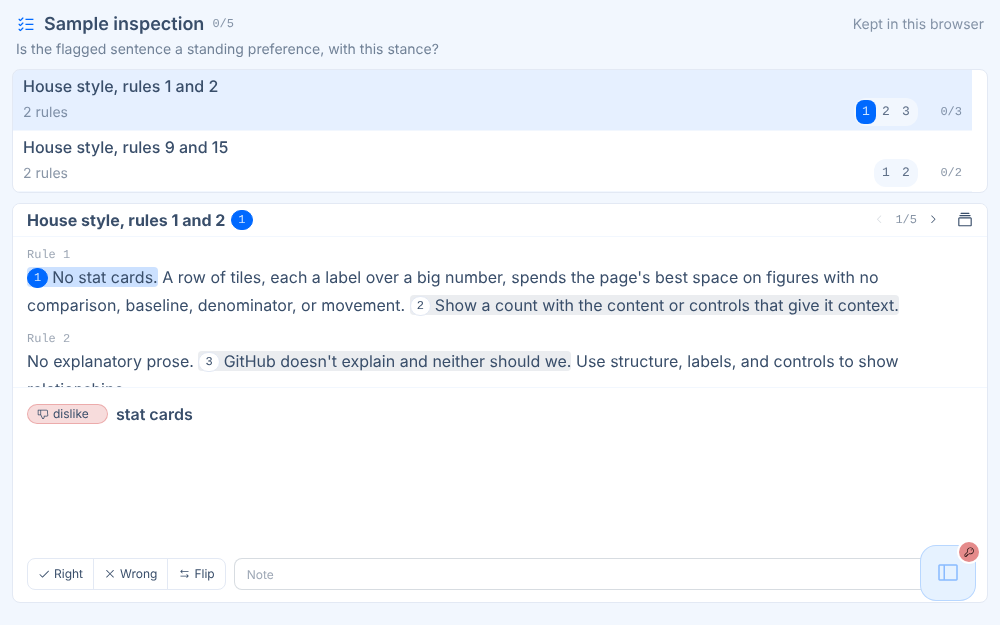 Sample inspection 0/5 Kept in this browser
Is the flagged sentence a standing preference, with this stance?
House style, rules 1 and 2
2 rules 1 2 3 0/3
House style, rules 9 and 15
2 rules 1 2 0/2
House style, rules 1 and 2 1 1/5
Rule 1
1 No stat cards. A row of tiles, each a label over a big number, spends the page's best space on figures with no
comparison, baseline, denominator, or movement. 2 Show a count with the content or controls that give it context.
Rule 2
No explanatory prose. 3 GitHub doesn't explain and neither should we. Use structure, labels, and controls to show
dislike stat cards
Right Wrong Flip Note